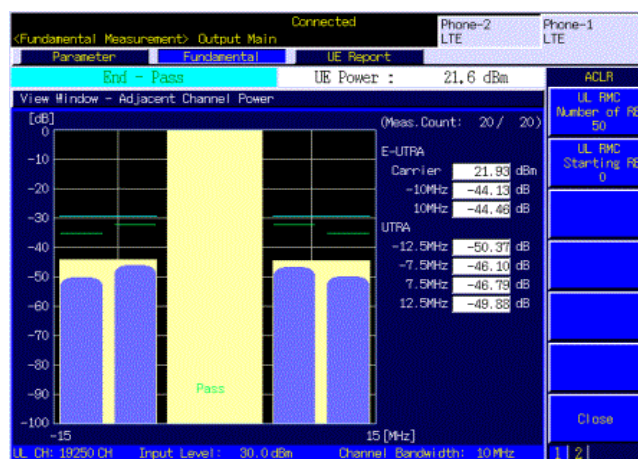 Connected
Phone-2 LTE
Phone-1 LTE
<Fundamental Measurement> Output Main
Parameter Fundamental UE Report
End - Pass UE Power : 21.6 dBm
View Window - Adjacent Channel Power
[dB]
0
-10
-20
-30
-40
-50
-60
-70
-80
-90
-100
-15 15 [MHz]
Pass
(Meas.Count: 20/ 20)
E-UTRA
Carrier 21.93 dBm
-10MHz -44.13 dB
10MHz -44.46 dB
UTRA
-12.5MHz -50.37 dB
-7.5MHz -46.10 dB
7.5MHz -46.79 dB
12.5MHz -49.88 dB
ACLR
UL RMC
Number of RB
50
UL RMC
Starting RB
0
Close
1 2
UL CH: 19250 CH Input Level: 30.0 dBm Channel Bandwidth: 10 MHz